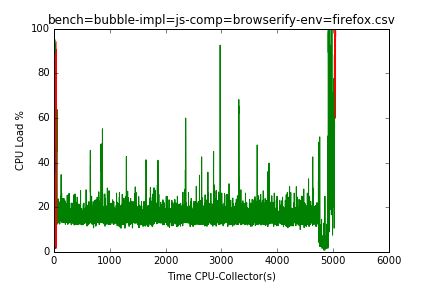 bench=bubble-impl=js-comp=browserify-env=firefox.csv
100
80
60
40
20
0
CPU Load %
0 1000 2000 3000 4000 5000 6000
Time CPU-Collector(s)